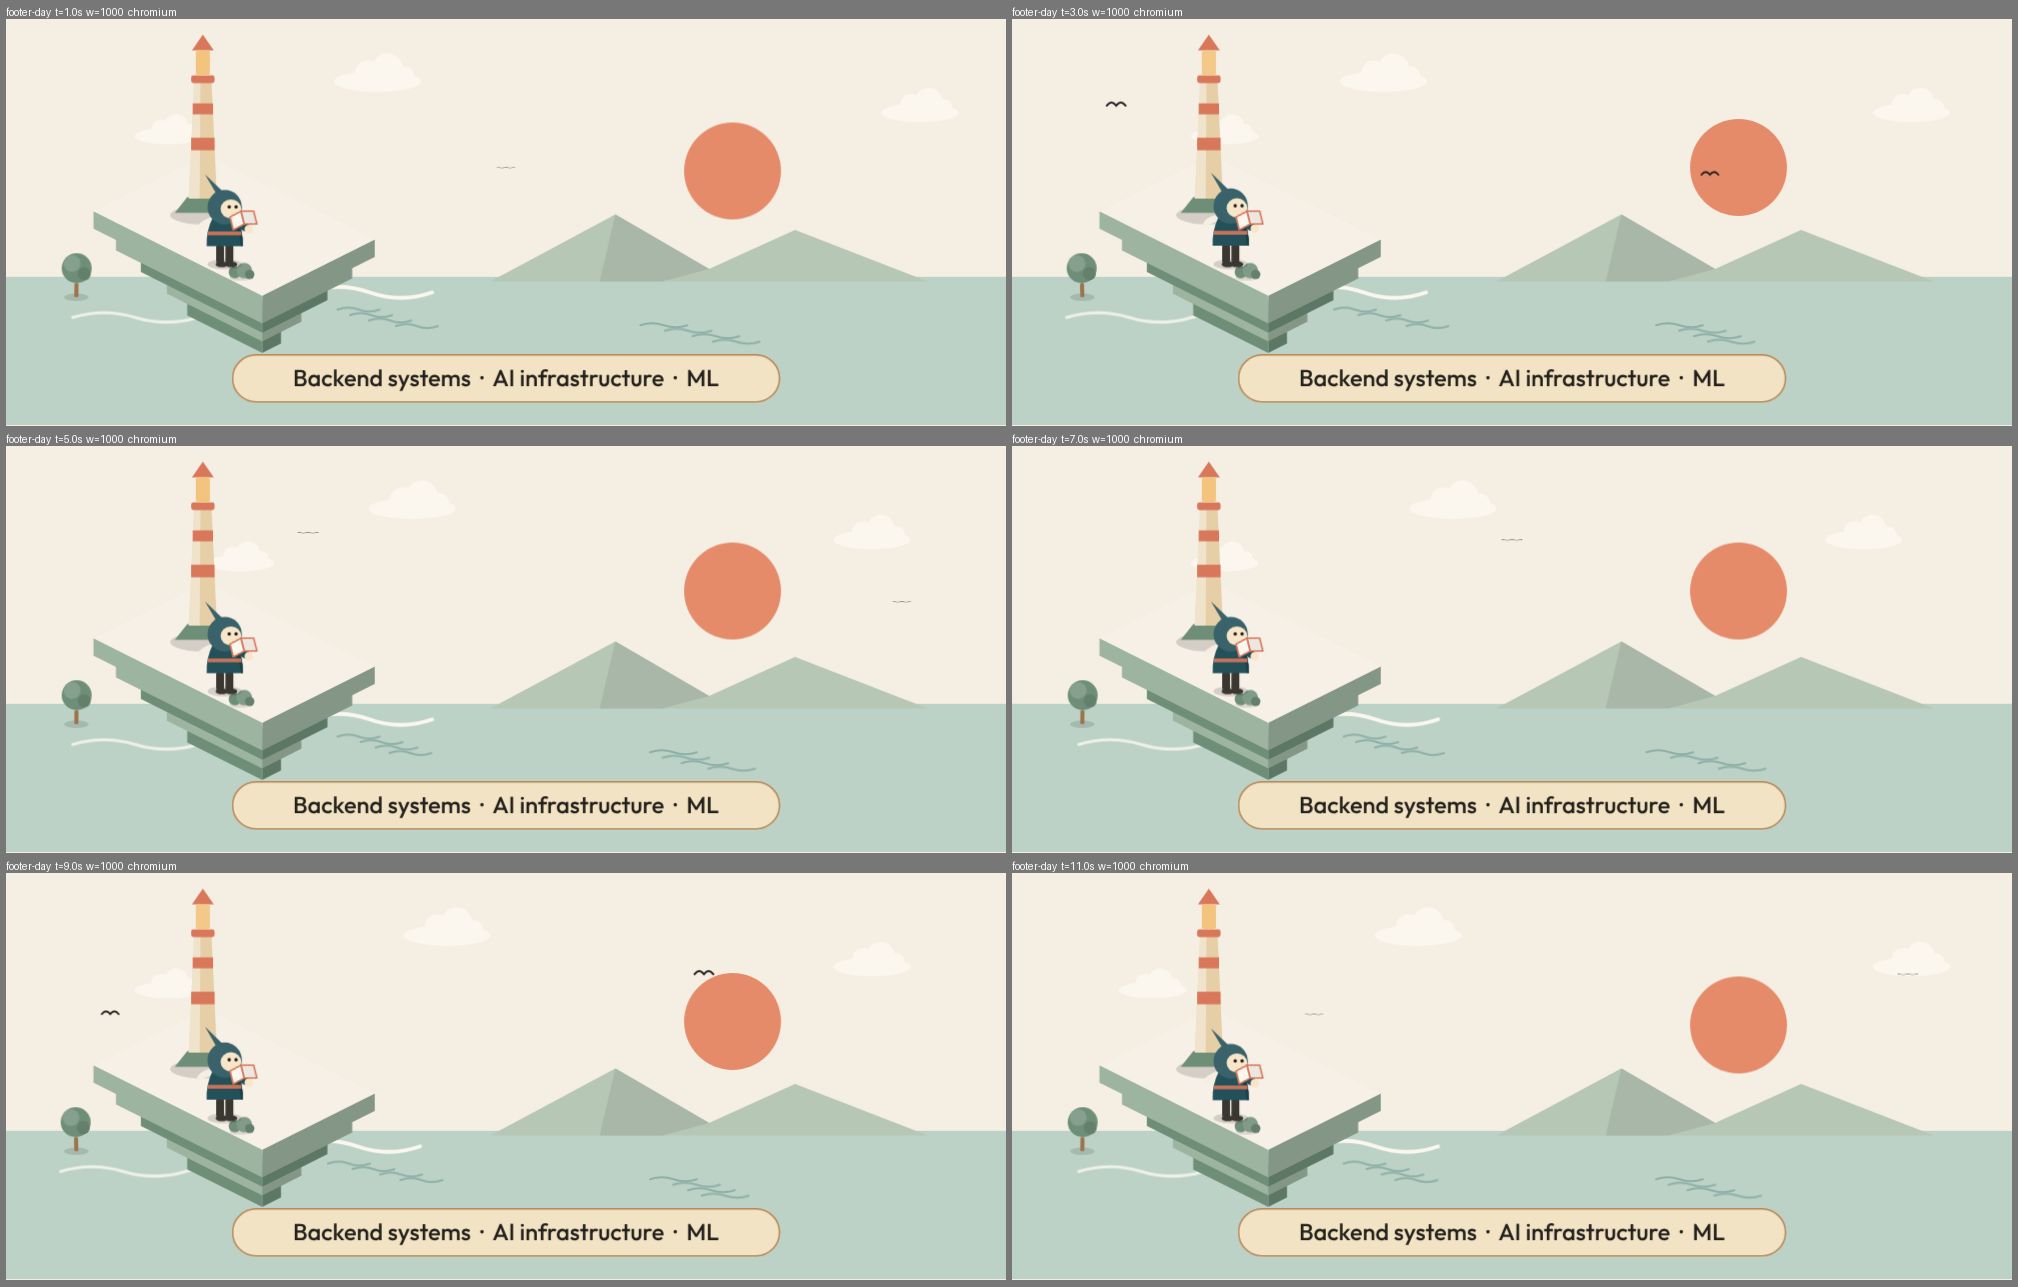 footer-day t=1.0s w=1000 chromium
footer-day t=3.0s w=1000 chromium
Backend systems · AI infrastructure · ML
Backend systems · AI infrastructure · ML
footer-day t=5.0s w=1000 chromium
footer-day t=7.0s w=1000 chromium
Backend systems · AI infrastructure · ML
Backend systems · AI infrastructure · ML
footer-day t=9.0s w=1000 chromium
footer-day t=11.0s w=1000 chromium
Backend systems · AI infrastructure · ML
Backend systems · AI infrastructure · ML